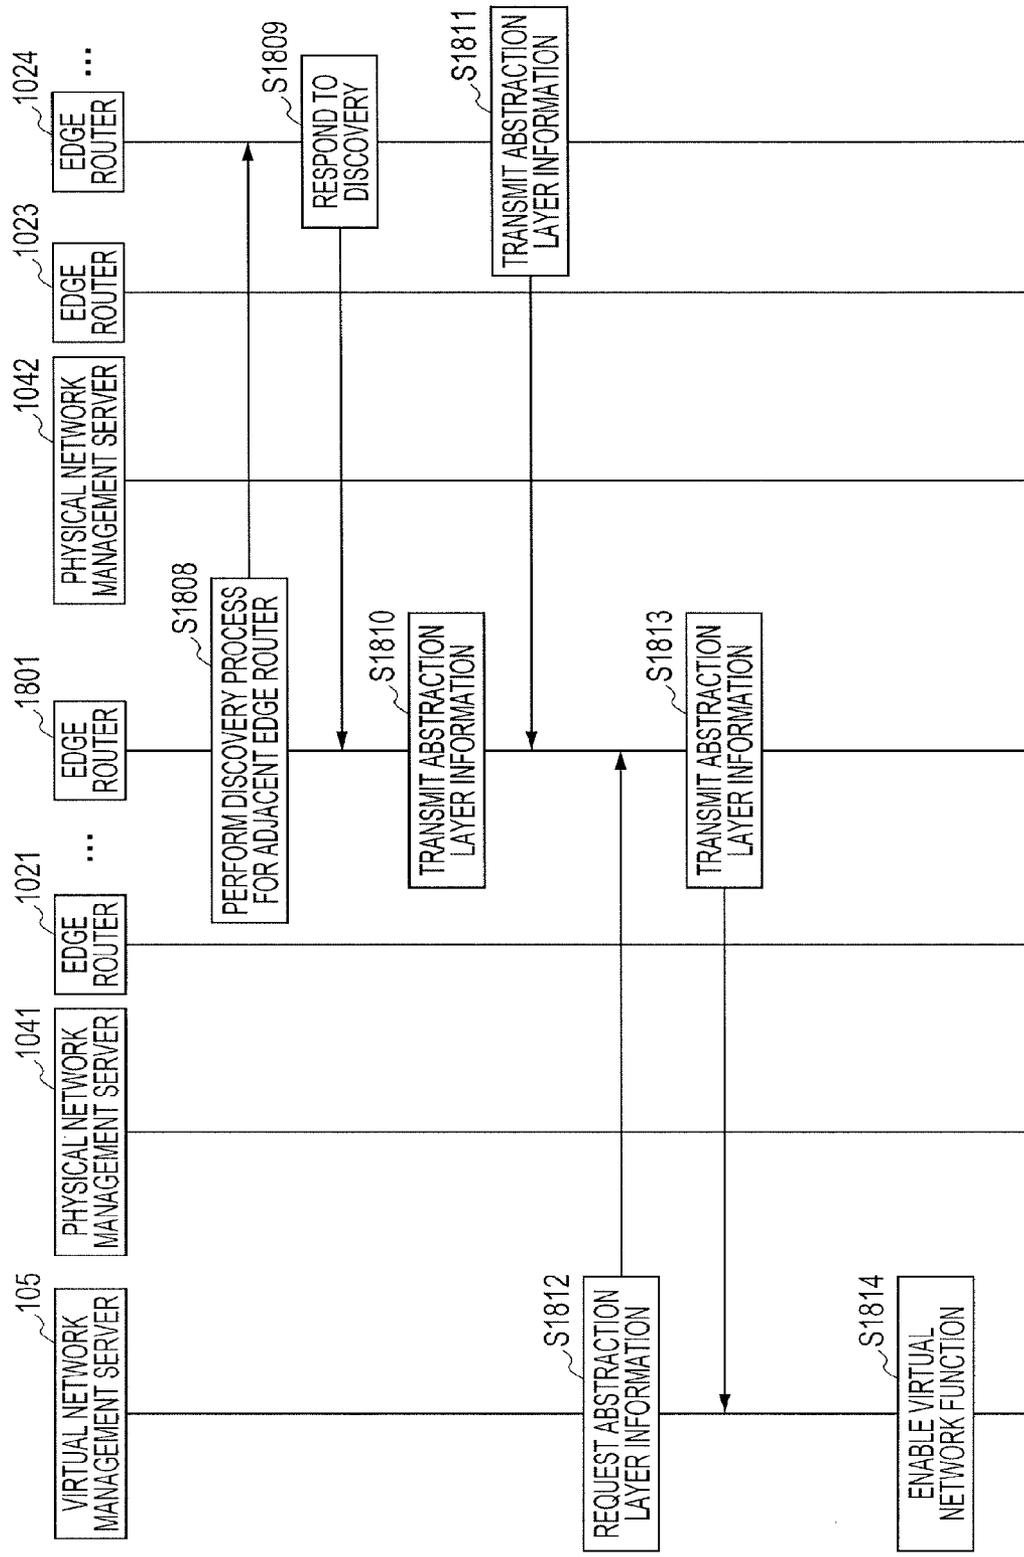 105
VIRTUAL NETWORK
MANAGEMENT SERVER
1041
PHYSICAL NETWORK
MANAGEMENT SERVER
1021
EDGE
ROUTER
...
1801
EDGE
ROUTER
1042
PHYSICAL NETWORK
MANAGEMENT SERVER
1023
EDGE
ROUTER
1024
EDGE
ROUTER
...
S1808
PERFORM DISCOVERY PROCESS
FOR ADJACENT EDGE ROUTER
S1809
RESPOND TO
DISCOVERY
S1810
TRANSMIT ABSTRACTION
LAYER INFORMATION
S1811
TRANSMIT ABSTRACTION
LAYER INFORMATION
S1812
REQUEST ABSTRACTION
LAYER INFORMATION
S1813
TRANSMIT ABSTRACTION
LAYER INFORMATION
S1814
ENABLE VIRTUAL
NETWORK FUNCTION